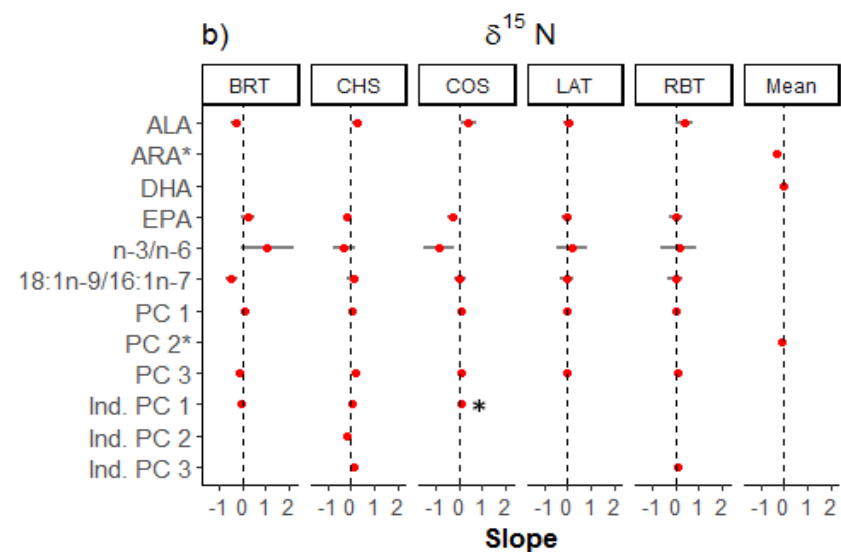 b) δ15 N
BRT CHS COS LAT RBT Mean
ALA
ARA*
DHA
EPA
n-3/n-6
18:1n-9/16:1n-7
PC 1
PC 2*
PC 3
Ind. PC 1 *
Ind. PC 2
Ind. PC 3
-1 0 1 2 -1 0 1 2 -1 0 1 2 -1 0 1 2 -1 0 1 2 -1 0 1 2
Slope